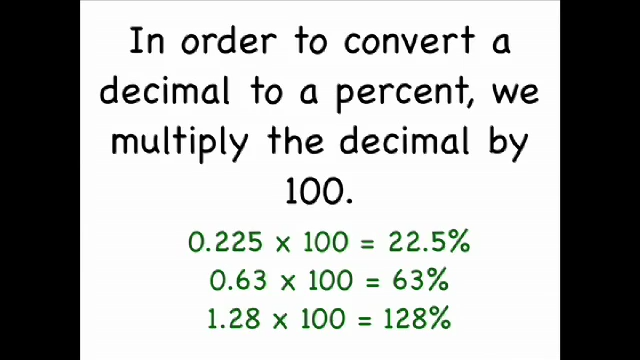 In order to convert a
decimal to a percent, we
multiply the decimal by
100.
0.225 x 100 = 22.5%
0.63 x 100 = 63%
1.28 x 100 = 128%